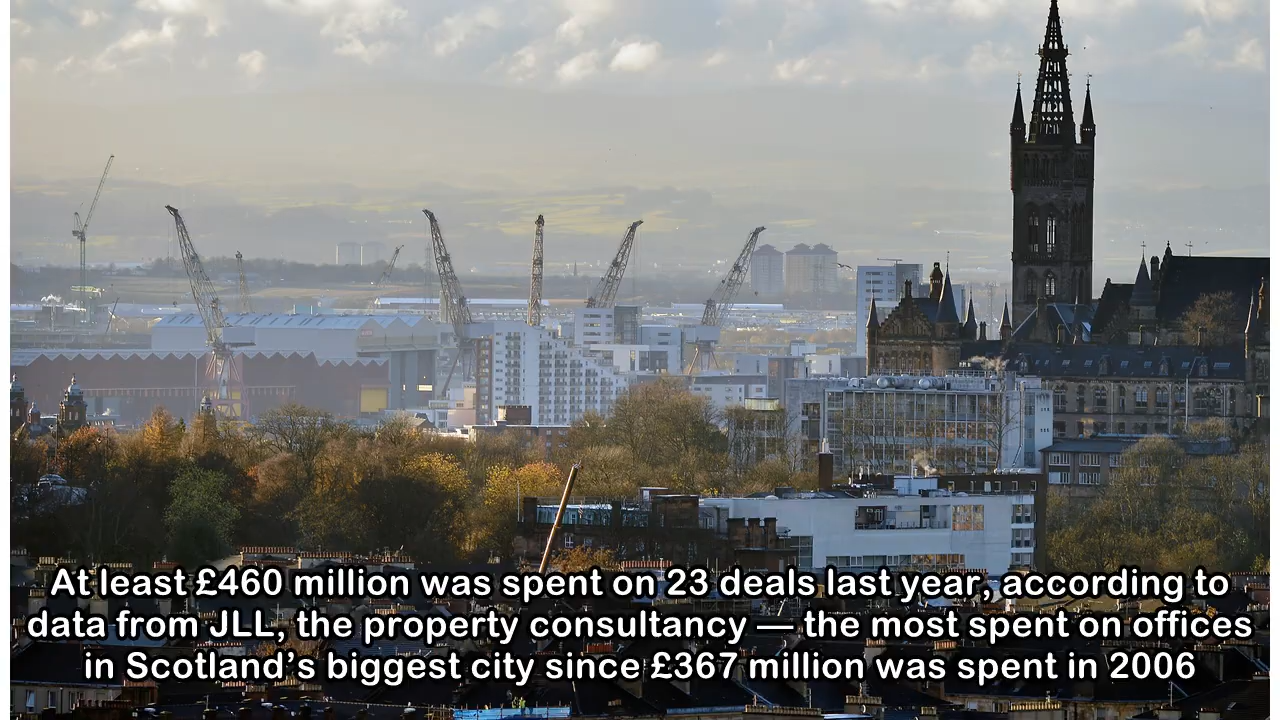 At least £460 million was spent on 23 deals last year, according to
data from JLL, the property consultancy — the most spent on offices
in Scotland’s biggest city since £367 million was spent in 2006